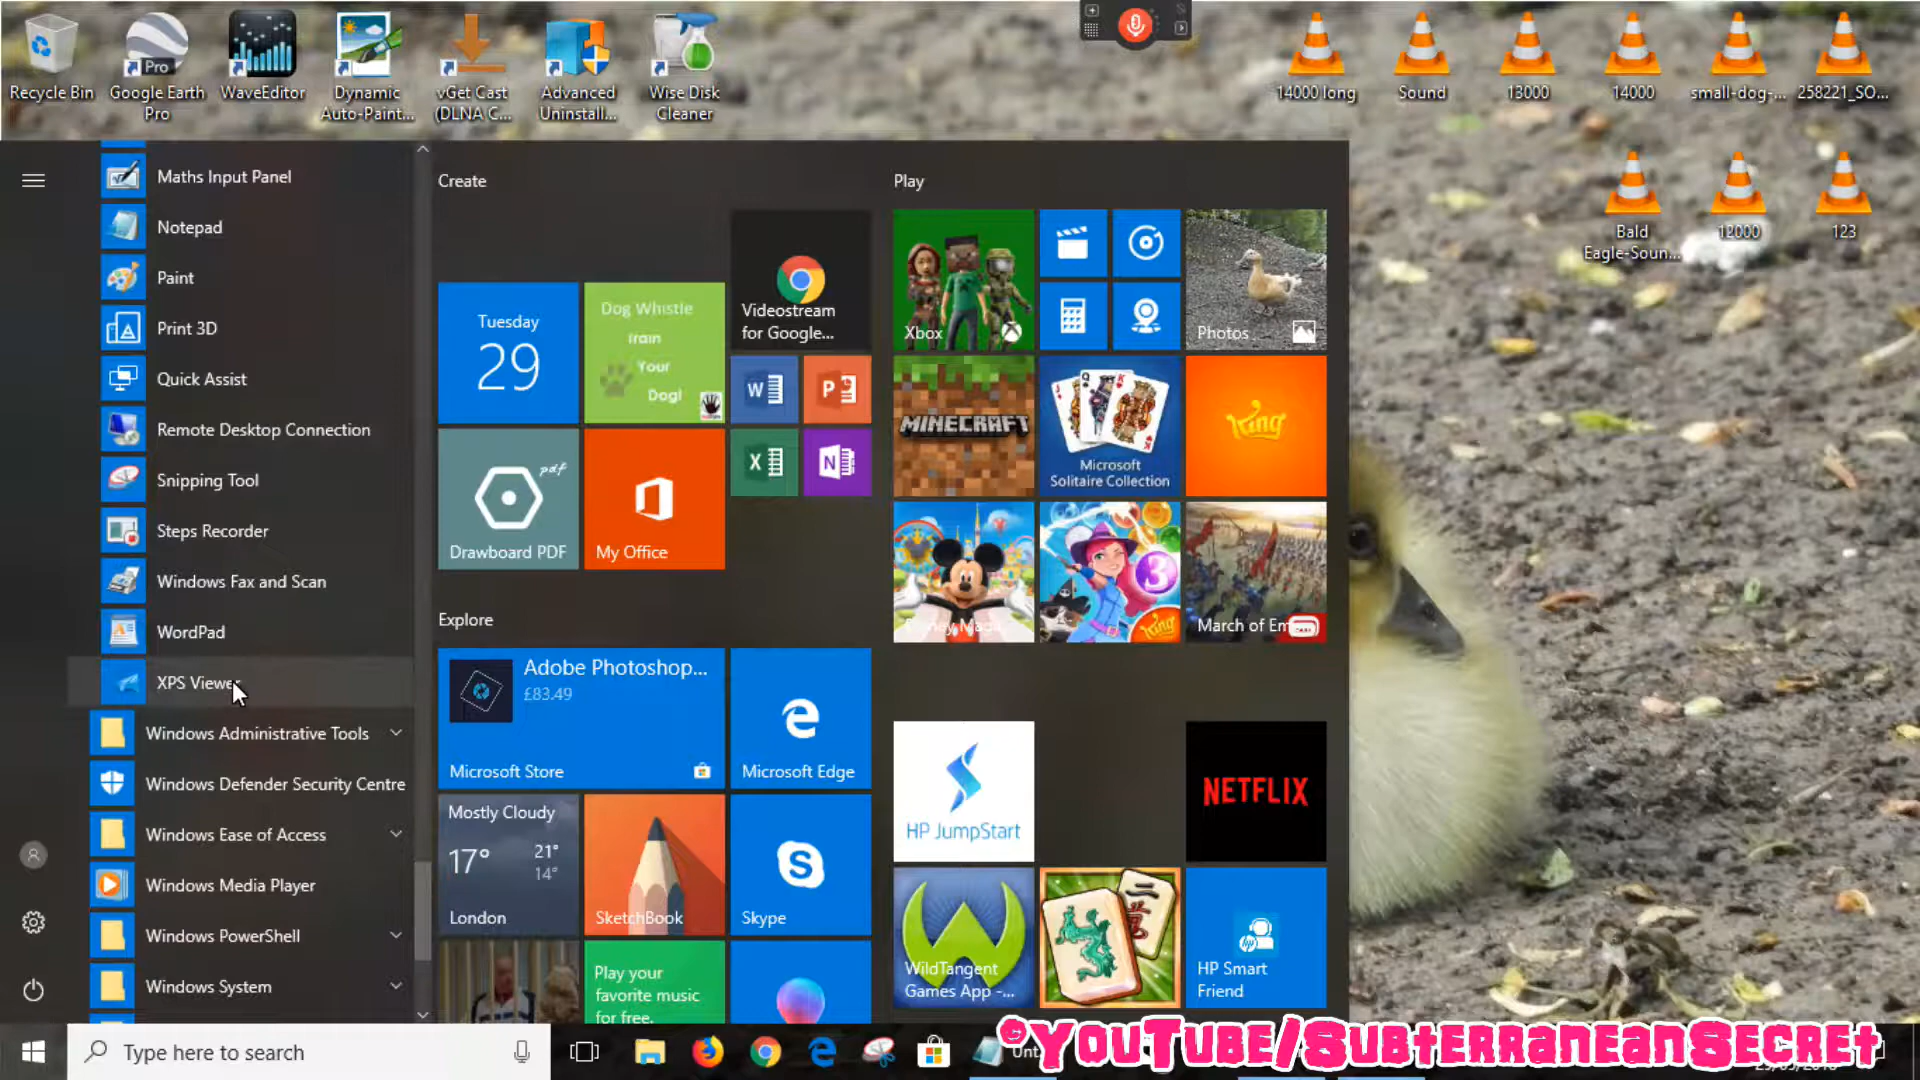 Recycle Bin
Google Earth
Pro
Pro
WaveEditor
Dynamic
Auto-Paint...
vGet Cast
(DLNA C...
Advanced
Uninstall...
Wise Disk
Cleaner
14000 long
Sound
13000
14000
small-dog-...
258221_SO...
Bald
Eagle-Soun...
12000
123
Maths Input Panel
Notepad
Paint
Print 3D
Quick Assist
Remote Desktop Connection
Snipping Tool
Steps Recorder
Windows Fax and Scan
WordPad
XPS Viewer
Windows Administrative Tools
Windows Defender Security Centre
Windows Ease of Access
Windows Media Player
Windows PowerShell
Windows System
Create
Tuesday
29
Dog Whistle
Train
Your
Dog!
Videostream
for Google...
W
P
X
N
pdf
Drawboard PDF
My Office
Explore
Adobe Photoshop...
£83.49
Microsoft Store
Microsoft Edge
Mostly Cloudy
17°
21°
14°
London
SketchBook
Skype
Play your
favorite music
for free.
Play
Xbox
Photos
MINECRAFT
Microsoft
Solitaire Collection
King
3
King
March of Em
HP JumpStart
NETFLIX
WildTangent
Games App -...
HP Smart
Friend
Type here to search
©YouTube/SubterraneanSecret